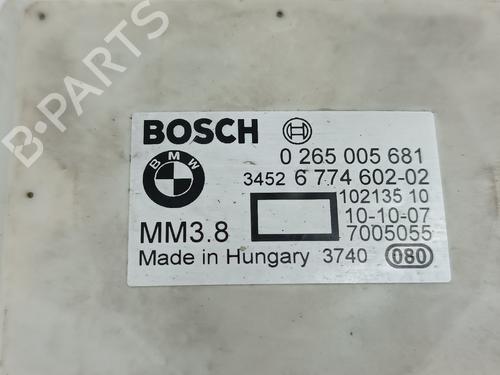 B-PARTS
BOSCH
BMW
0 265 005 681
3452 6 774 602-02
102135 10
10-10-07
MM3.8
7005055
Made in Hungary 3740 080